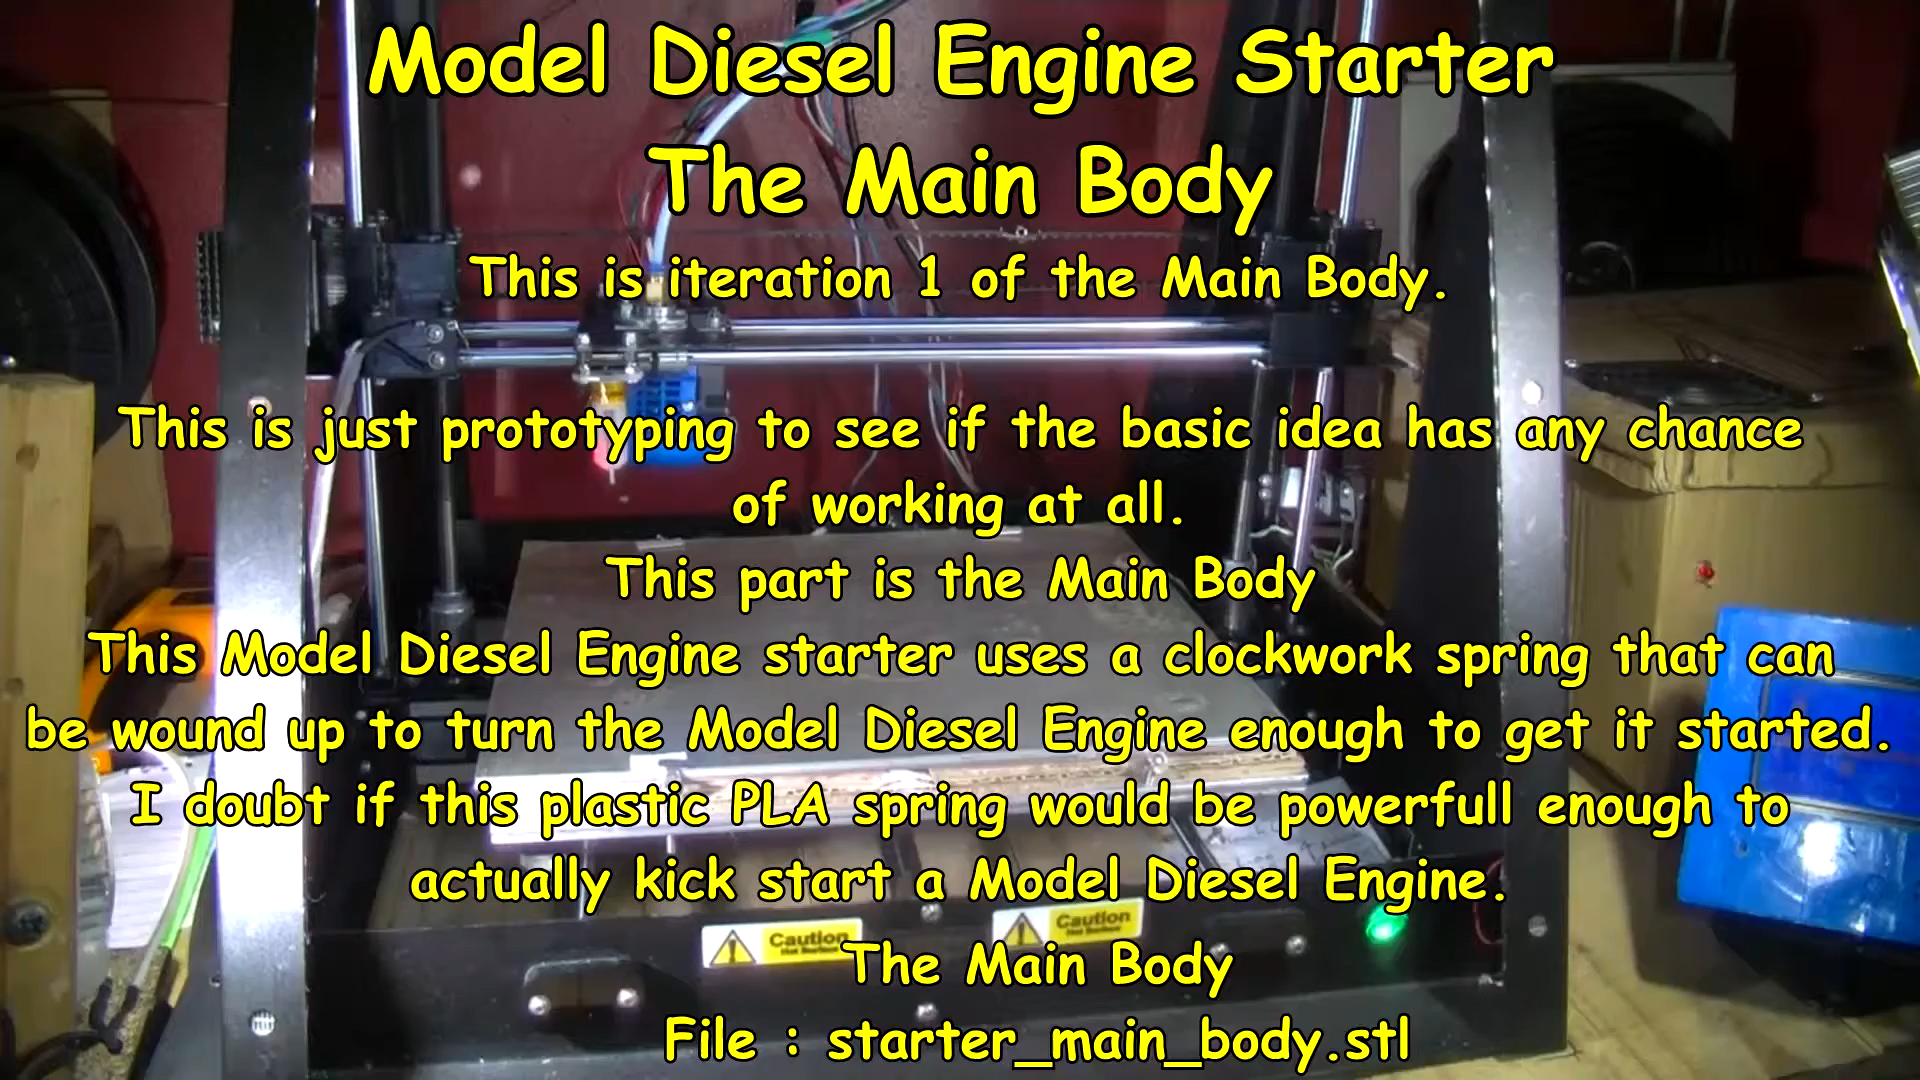 Model Diesel Engine Starter
The Main Body
This is iteration 1 of the Main Body.
This is just prototyping to see if the basic idea has any chance
of working at all.
This part is the Main Body
This Model Diesel Engine starter uses a clockwork spring that can
be wound up to turn the Model Diesel Engine enough to get it started.
I doubt if this plastic PLA spring would be powerfull enough to
actually kick start a Model Diesel Engine.
Caution
Hot Surface
Caution
Hot Surface
The Main Body
File : starter_main_body.stl